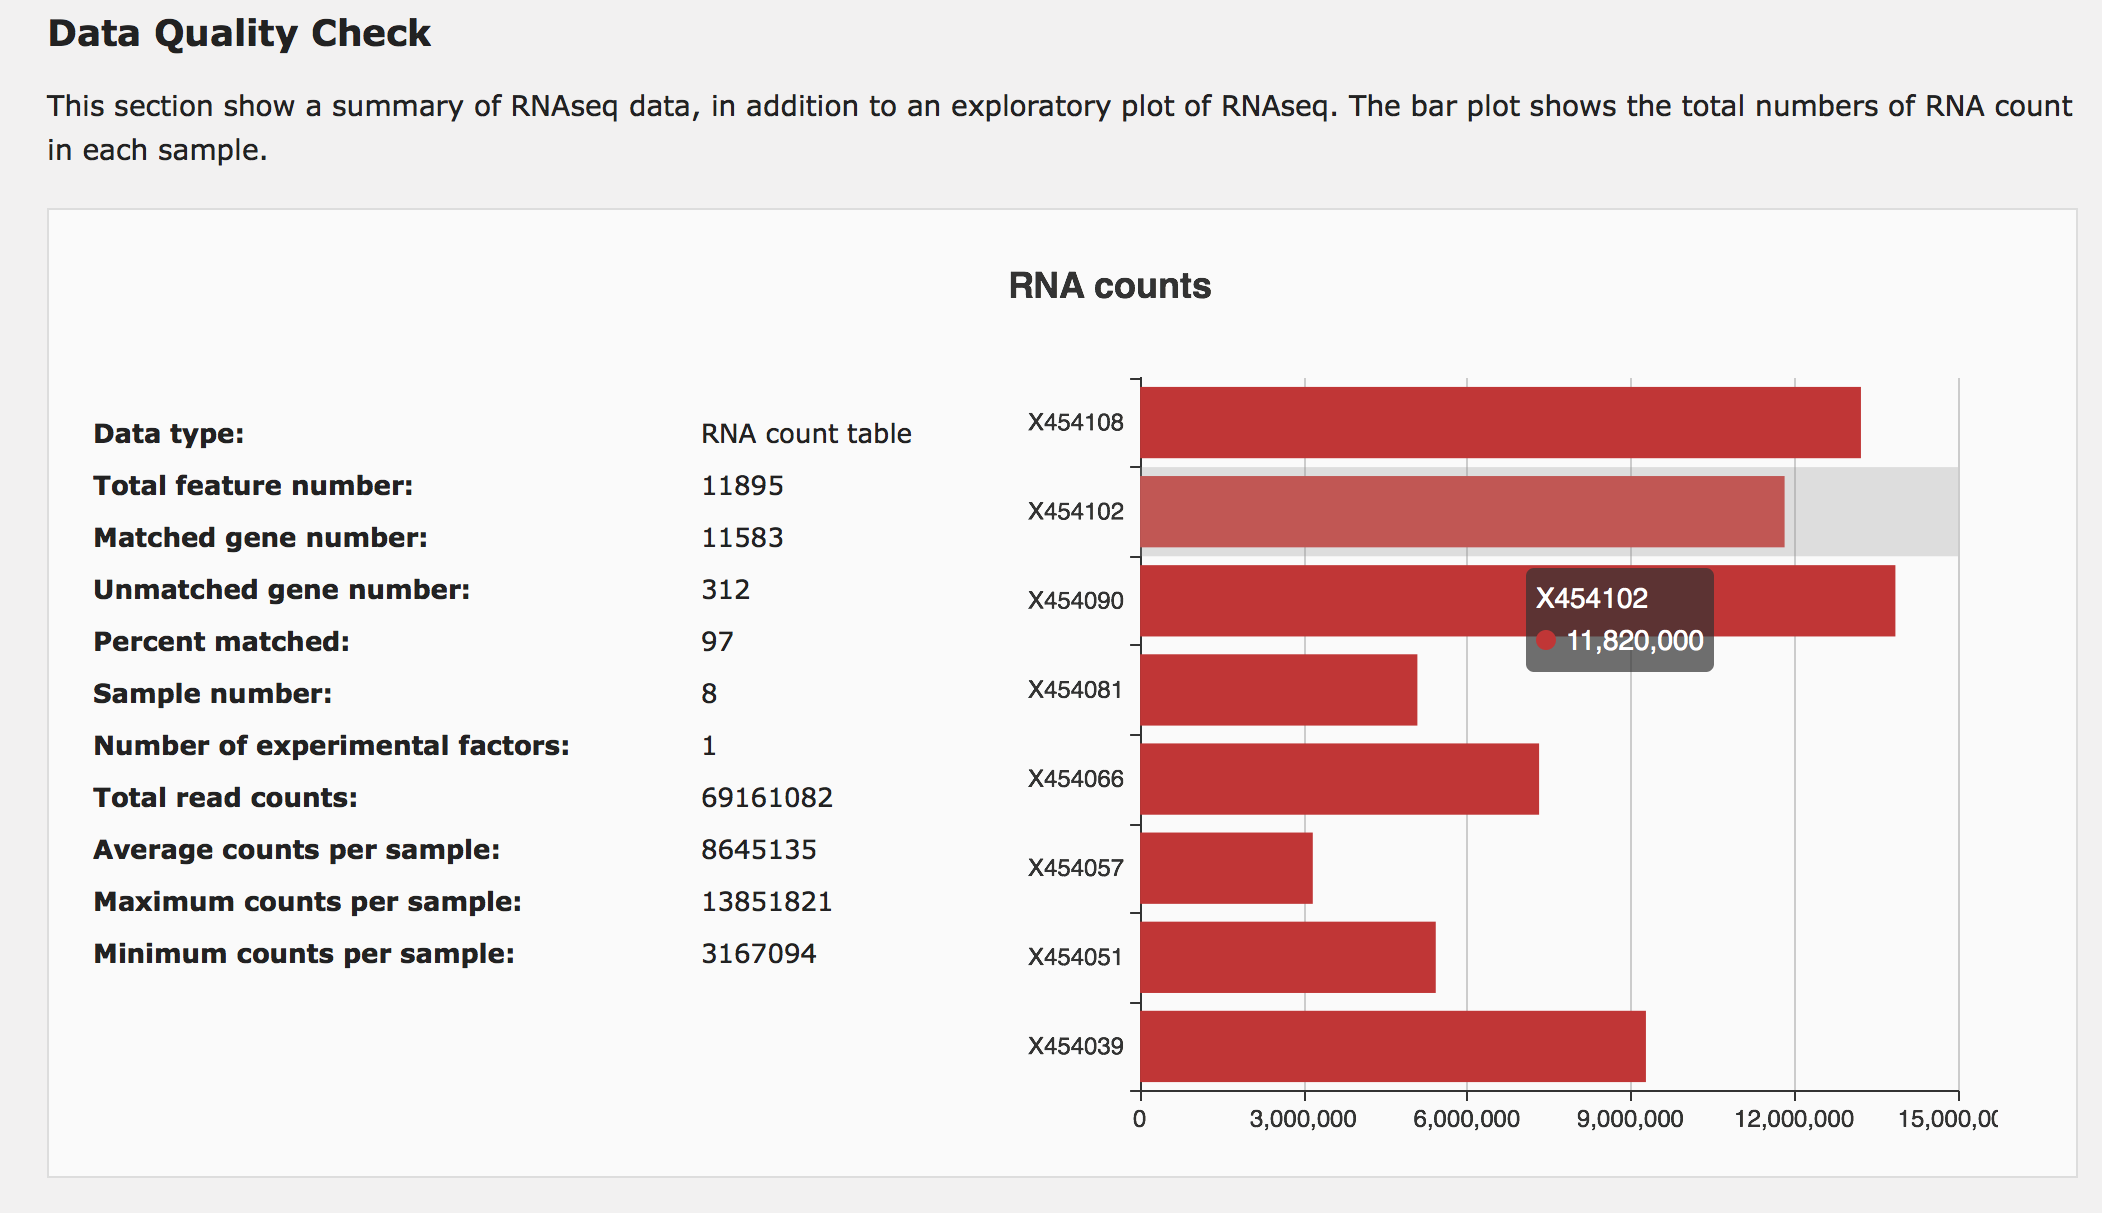 Data Quality Check
This section show a summary of RNAseq data, in addition to an exploratory plot of RNAseq. The bar plot shows the total numbers of RNA count
in each sample.
RNA counts
Data type: RNA count table
Total feature number: 11895
Matched gene number: 11583
Unmatched gene number: 312
Percent matched: 97
Sample number: 8
Number of experimental factors: 1
Total read counts: 69161082
Average counts per sample: 8645135
Maximum counts per sample: 13851821
Minimum counts per sample: 3167094
X454108
X454102
X454090
X454102
11,820,000
X454081
X454066
X454057
X454051
X454039
0 3,000,000 6,000,000 9,000,000 12,000,000 15,000,0